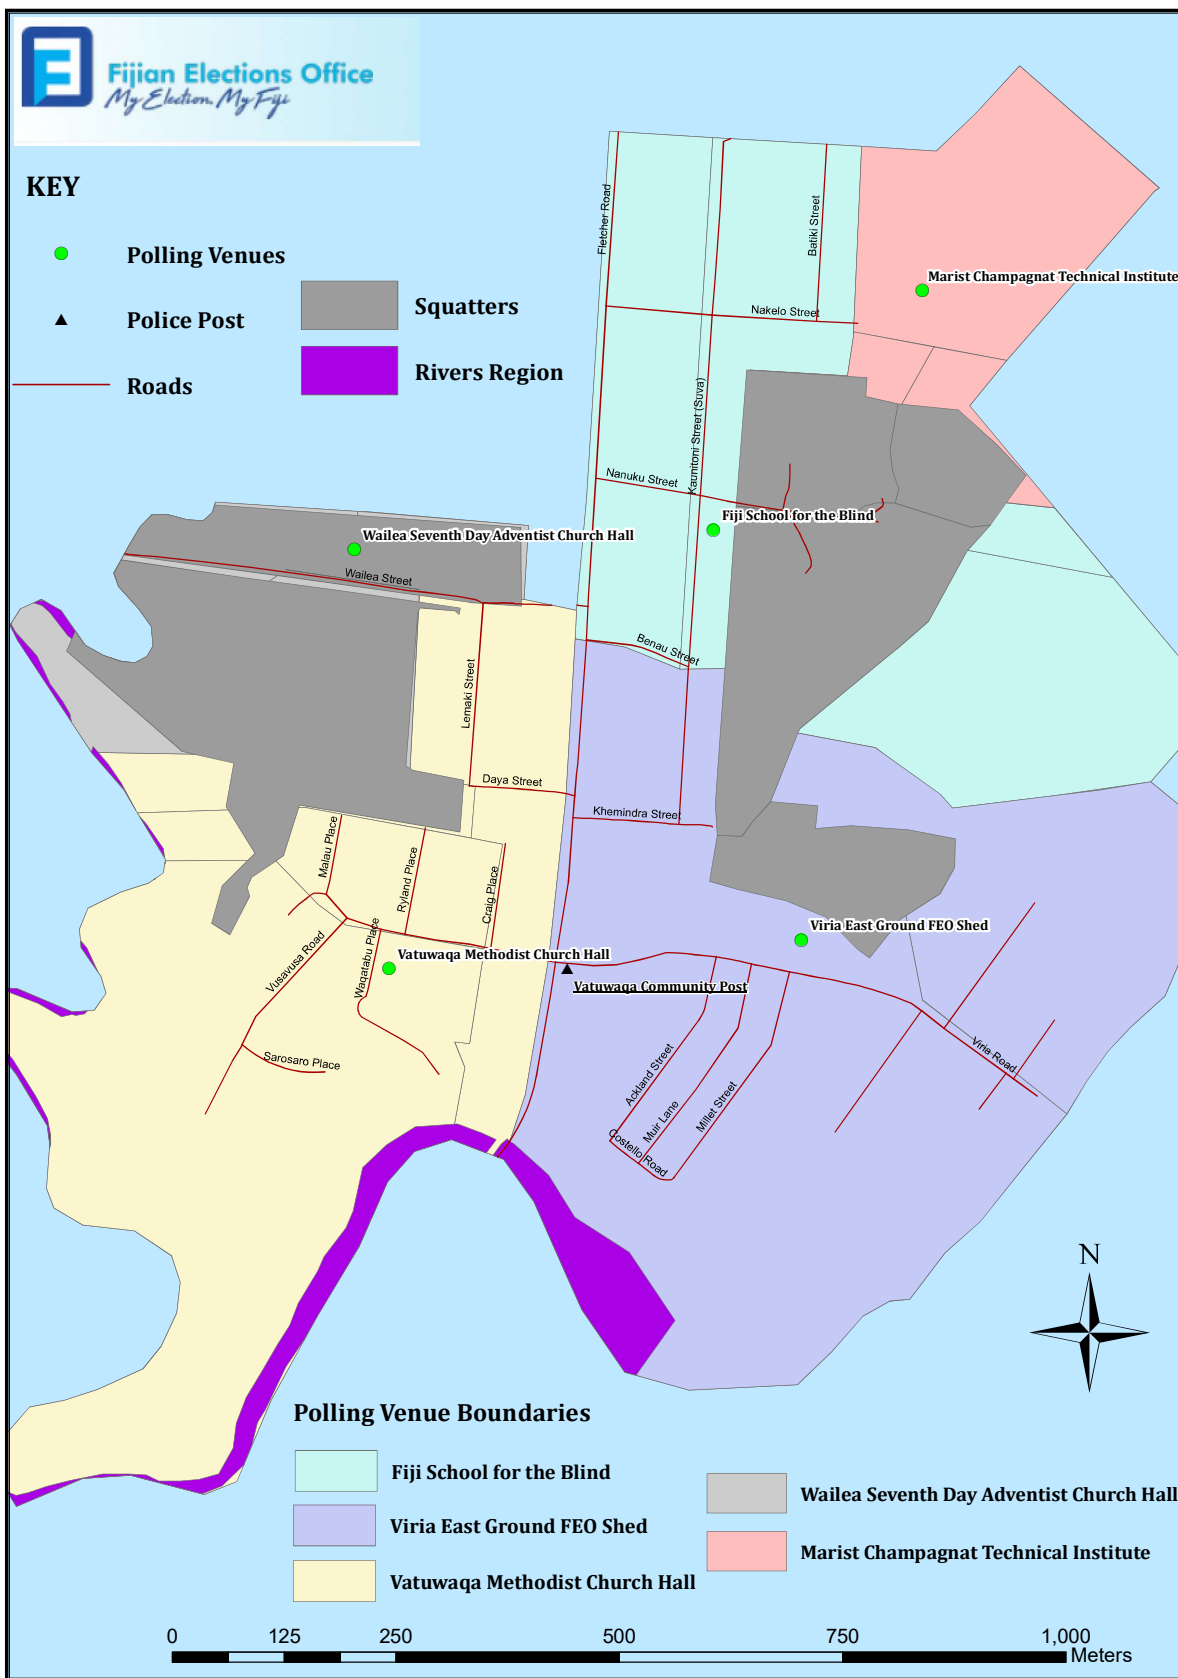 Fijian Elections Office
My Election. My Fiji
KEY
Polling Venues
Police Post
Roads
Squatters
Rivers Region
Fletcher Road
Batiki Street
Marist Champagnat Technical Institute
Nakelo Street
Kaunitoni Street (Suva)
Nanuku Street
Fiji School for the Blind
Wailea Seventh Day Adventist Church Hall
Wailea Street
Benau Street
Lemaki Street
Daya Street
Khemindra Street
Malau Place
Ryland Place
Craig Place
Viria East Ground FEO Shed
Vusavusa Road
Waqatabu Place
Vatuwaqa Methodist Church Hall
Vatuwaqa Community Post
Sarosaro Place
Viria Road
Ackland Street
Muir Lane
Millet Street
Costello Road
N
Polling Venue Boundaries
Fiji School for the Blind
Viria East Ground FEO Shed
Vatuwaqa Methodist Church Hall
Wailea Seventh Day Adventist Church Hall
Marist Champagnat Technical Institute
0 125 250 500 750 1,000
Meters